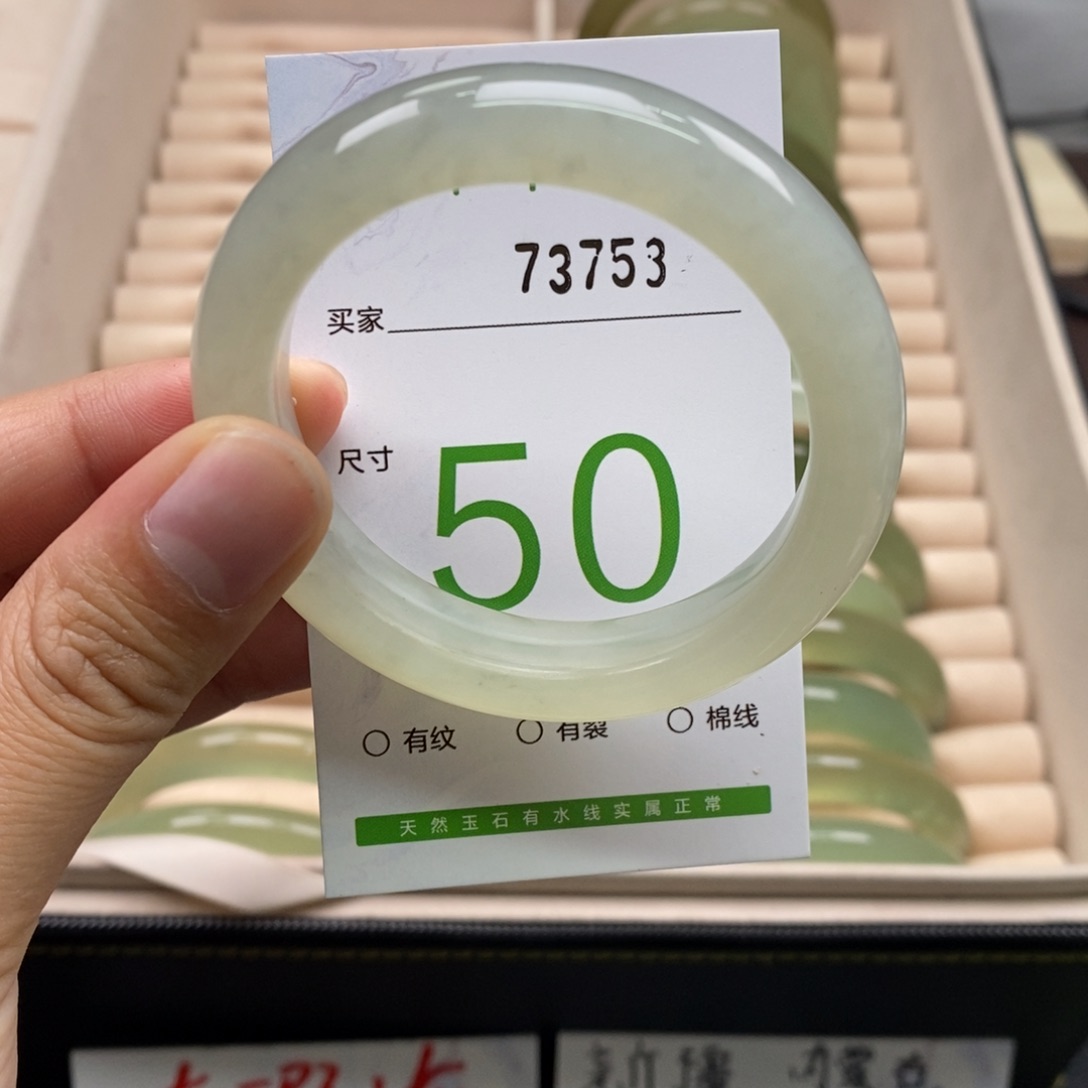 73753
买家
尺寸 50
有纹 有裂 棉线
天然玉石有水线实属正常